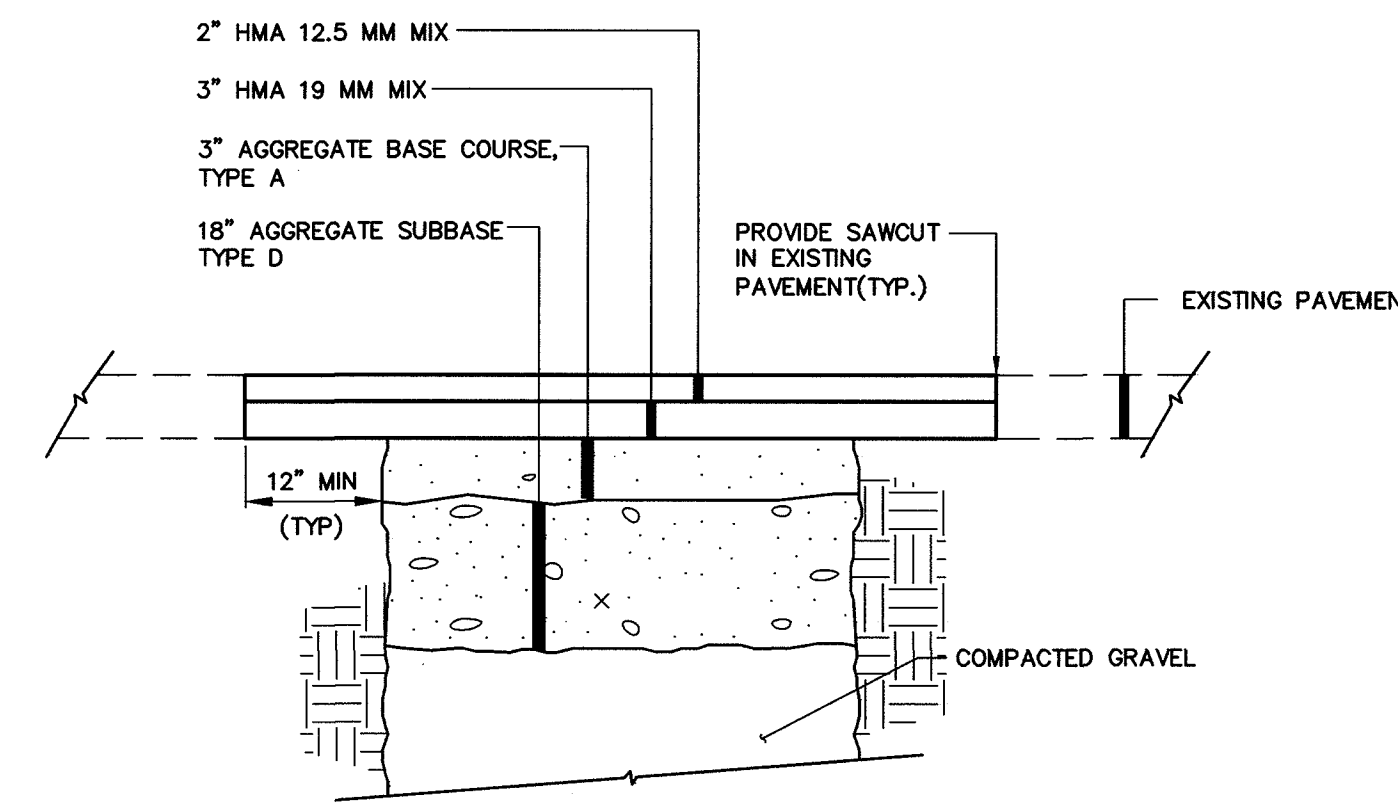 2" HMA 12.5 MM MIX
3" HMA 19 MM MIX
3" AGGREGATE BASE COURSE,
TYPE A
18" AGGREGATE SUBBASE
TYPE D
PROVIDE SAWCUT
IN EXISTING
PAVEMENT(TYP.)
EXISTING PAVEMEN
12" MIN
(TYP)
COMPACTED GRAVEL